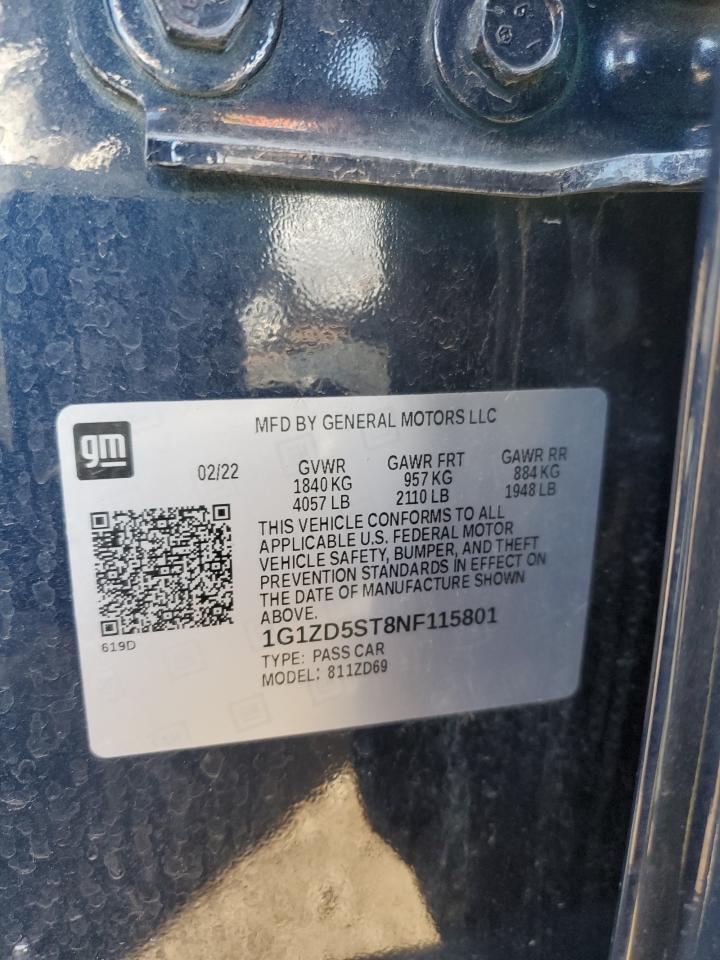 gm
MFD BY GENERAL MOTORS LLC
02/22
GVWR
1840 KG
4057 LB
GAWR FRT
957 KG
2110 LB
GAWR RR
884 KG
1948 LB
THIS VEHICLE CONFORMS TO ALL
APPLICABLE U.S. FEDERAL MOTOR
VEHICLE SAFETY, BUMPER, AND THEFT
PREVENTION STANDARDS IN EFFECT ON
THE DATE OF MANUFACTURE SHOWN
ABOVE.
619D
1G1ZD5ST8NF115801
TYPE: PASS CAR
MODEL: 811ZD69